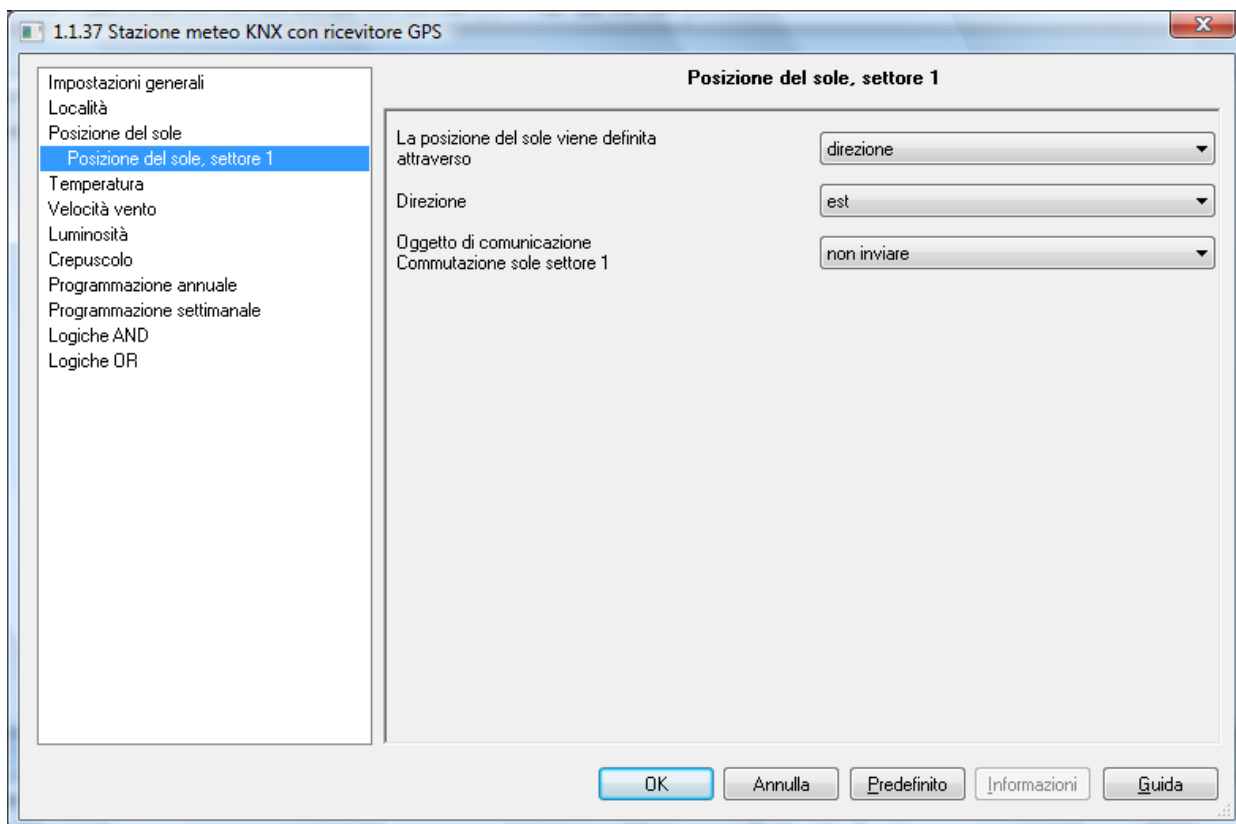 1.1.37 Stazione meteo KNX con ricevitore GPS
Impostazioni generali
Località
Posizione del sole
Posizione del sole, settore 1
Temperatura
Velocità vento
Luminosità
Crepuscolo
Programmazione annuale
Programmazione settimanale
Logiche AND
Logiche OR
Posizione del sole, settore 1
La posizione del sole viene definita
attraverso
direzione
Direzione
est
Oggetto di comunicazione
Commutazione sole settore 1
non inviare
OK
Annulla
Predefinito
Informazioni
Guida